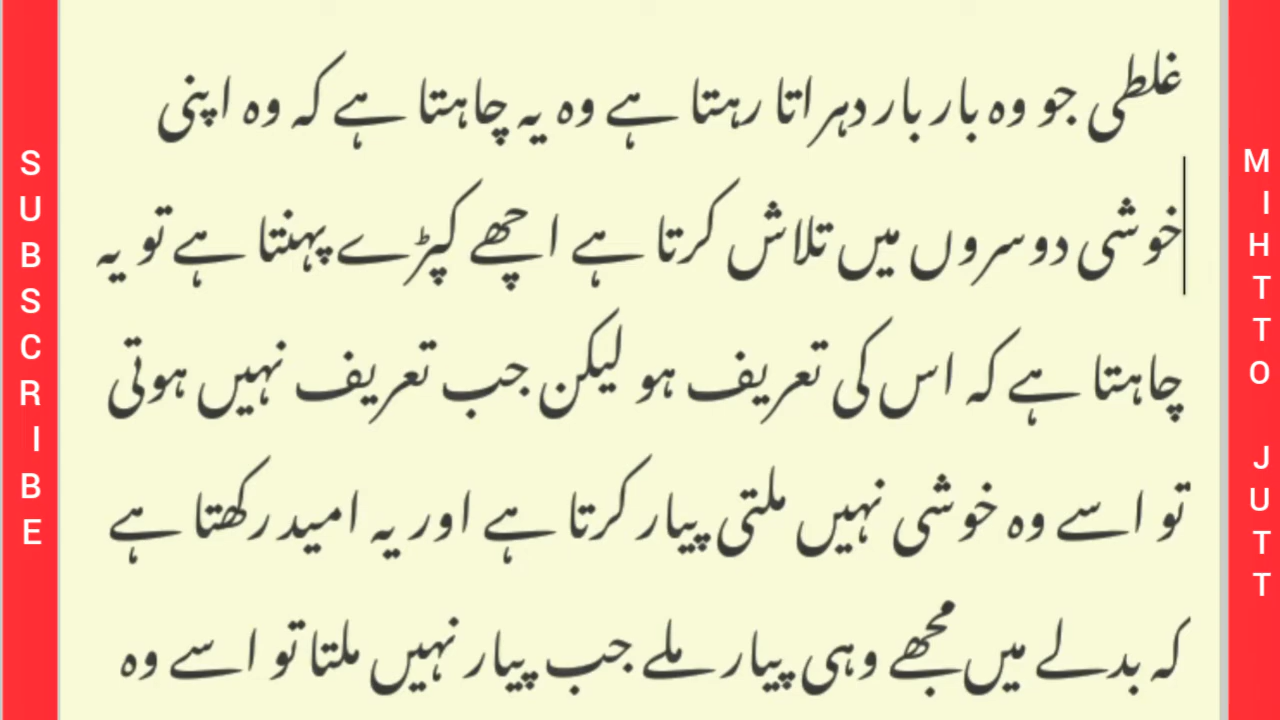 غلطی جو وہ بار بار دہراتا رہتا ہے وہ یہ چاہتا ہے کہ وہ اپنی
خوشی دوسروں میں تلاش کرتا ہے اچھے کپڑے پہنتا ہے تو یہ
چاہتا ہے کہ اس کی تعریف ہو لیکن جب تعریف نہیں ہوتی
تو اسے وہ خوشی نہیں ملتی پیار کرتا ہے اور یہ امید رکھتا ہے
کہ بدلے میں مجھے وہی پیار ملے جب پیار نہیں ملتا تو اسے وہ
SUBSCRIBE
MIHTTO JUTT